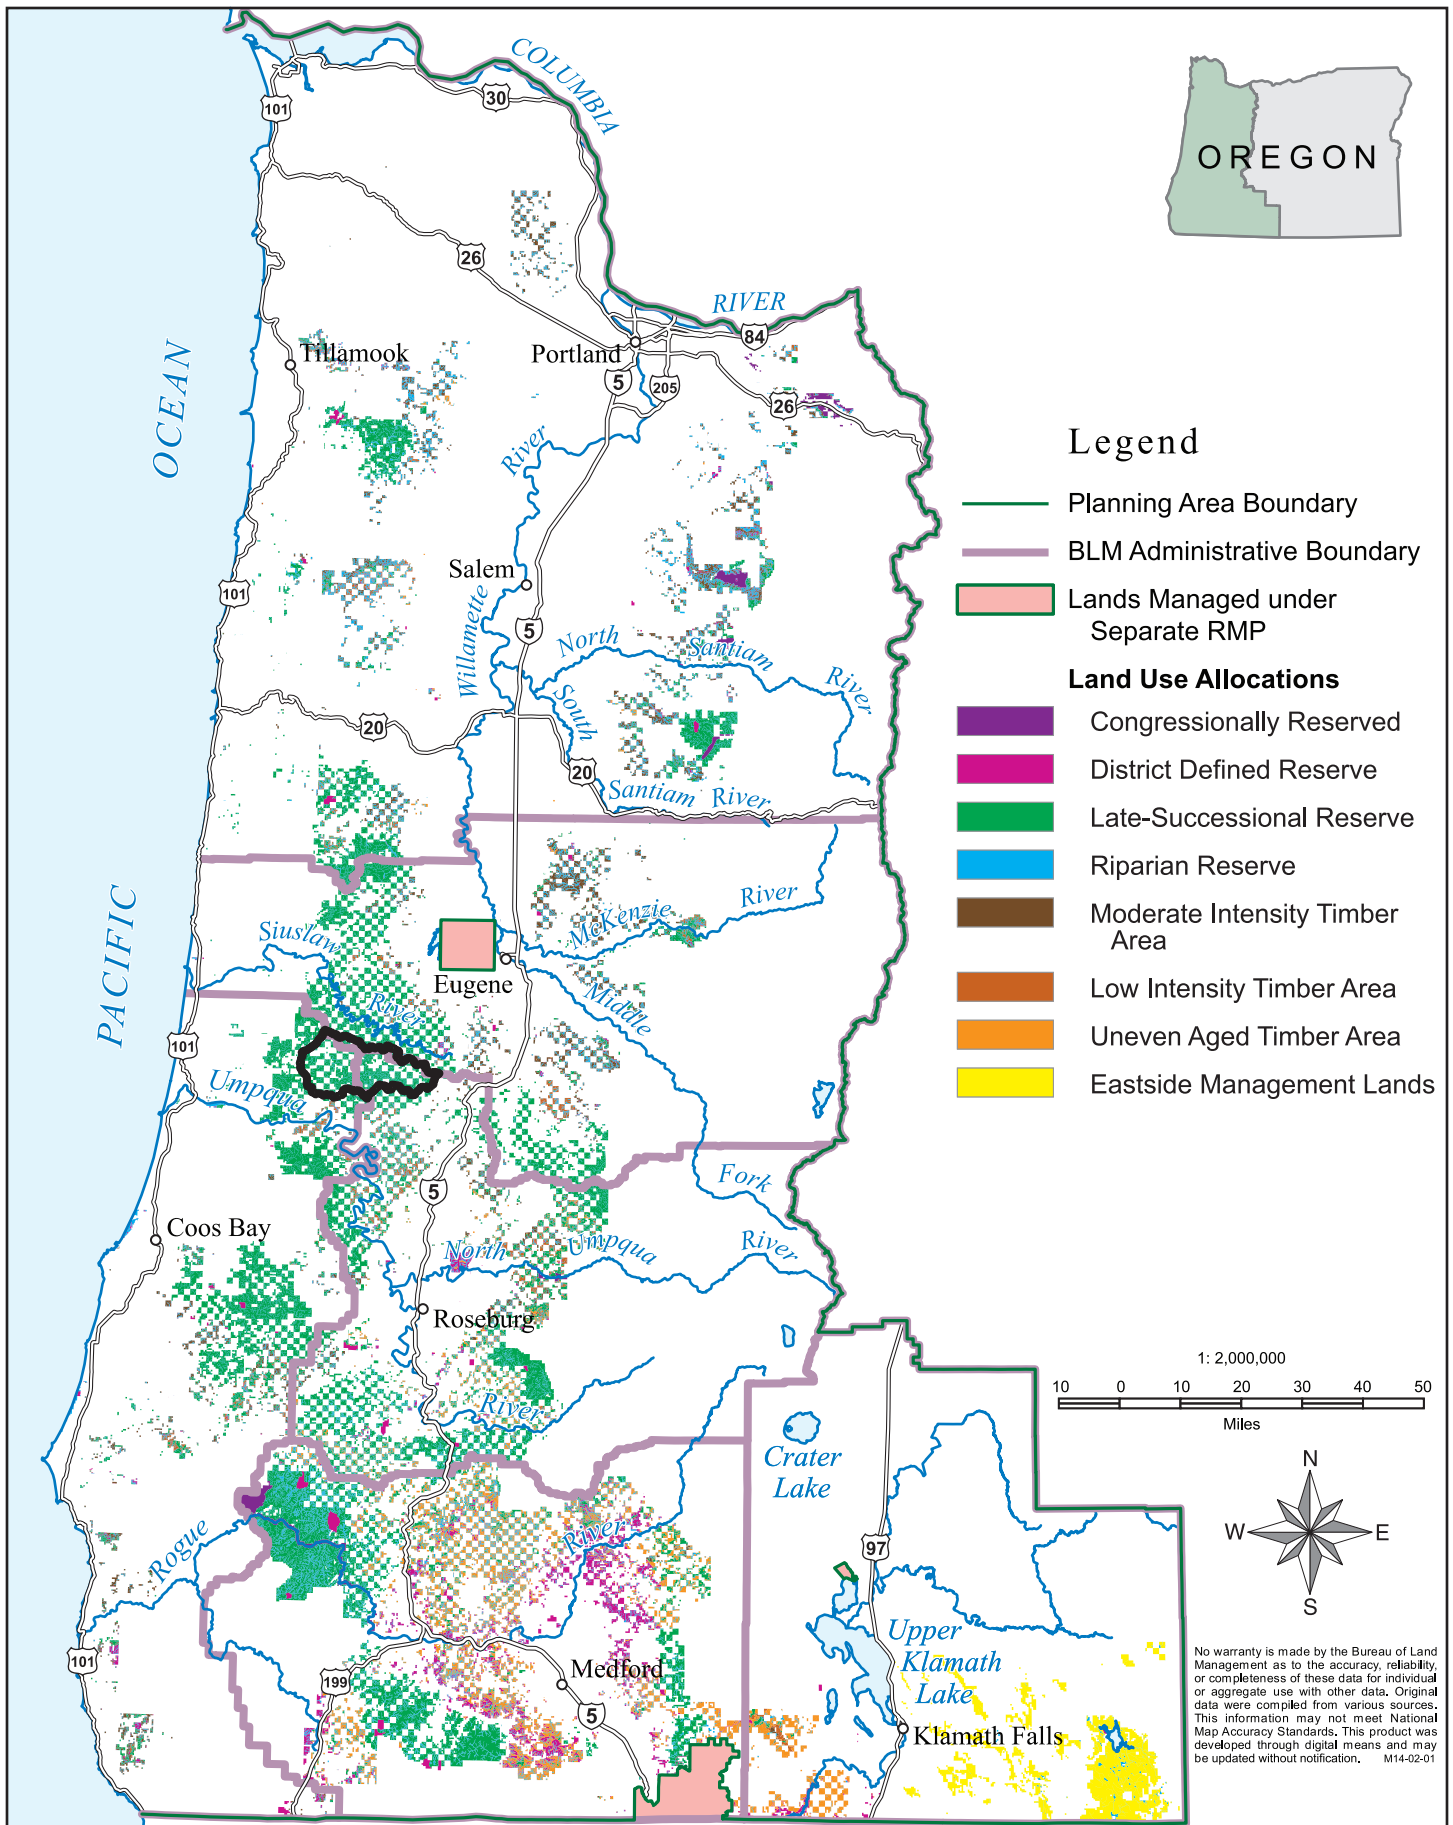 COLUMBIA
30
101
OREGON
26
RIVER
84
Tillamook
Portland
5
205
26
OCEAN
River
Legend
Planning Area Boundary
BLM Administrative Boundary
Lands Managed under
Separate RMP
Land Use Allocations
Congressionally Reserved
District Defined Reserve
Late-Successional Reserve
Riparian Reserve
Moderate Intensity Timber
Area
Low Intensity Timber Area
Uneven Aged Timber Area
Eastside Management Lands
Salem
101
Willamette
5
North
Santiam
River
South
20
20
Santiam River
PACIFIC
Siuslaw
River
McKenzie
River
Eugene
Middle
101
Umpqua
Fork
5
Coos Bay
North
Umpqua
River
Roseburg
1: 2,000,000
10 0 10 20 30 40 50
Miles
River
Crater
Lake
N
W
E
S
Rogue
River
97
Upper
Klamath
Lake
101
199
Medford
5
Klamath Falls
No warranty is made by the Bureau of Land
Management as to the accuracy, reliability,
or completeness of these data for individual
or aggregate use with other data. Original
data were compiled from various sources.
This information may not meet National
Map Accuracy Standards. This product was
developed through digital means and may
be updated without notification. M14-02-01